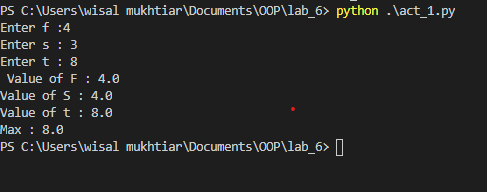 PS C:\Users\wisal mukhtiar\Documents\OOP\lab_6> python .\act_1.py
Enter f :4
Enter s : 3
Enter t : 8
 Value of F : 4.0
Value of S : 4.0
Value of t : 8.0
Max : 8.0
PS C:\Users\wisal mukhtiar\Documents\OOP\lab_6>